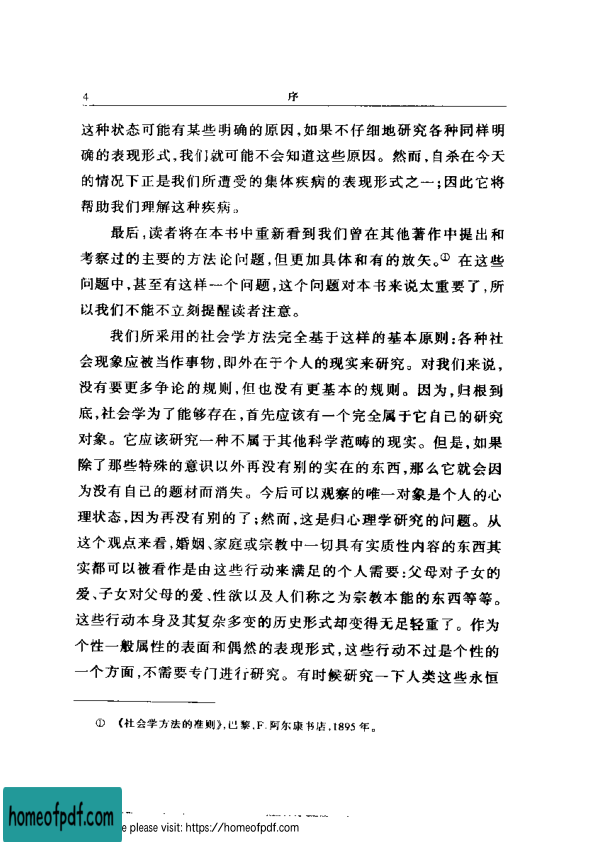 4
序
这种状态可能有某些明确的原因,如果不仔细地研究各种同样明
确的表现形式,我们就可能不会知道这些原因。然而,自杀在今天
的情况下正是我们所遭受的集体疾病的表现形式之一;因此它将
帮助我们理解这种疾病。
最后,读者将在本书中重新看到我们曾在其他著作中提出和
考察过的主要的方法论问题,但更加具体和有的放矢。① 在这些
问题中,甚至有这样一个问题,这个问题对本书来说太重要了,所
以我们不能不立刻提醒读者注意。
我们所采用的社会学方法完全基于这样的基本原则:各种社
会现象应被当作事物,即外在于个人的现实来研究。对我们来说,
没有要更多争论的规则,但也没有更基本的规则。因为,归根到
底,社会学为了能够存在,首先应该有一个完全属于它自己的研究
对象。它应该研究一种不属于其他科学范畴的现实。但是,如果
除了那些特殊的意识以外再没有别的实在的东西,那么它就会因
为没有自己的题材而消失。今后可以观察的唯一对象是个人的心
理状态,因为再没有别的了;然而,这是归心理学研究的问题。从
这个观点来看,婚姻、家庭或宗教中一切具有实质性内容的东西其
实都可以被看作是由这些行动来满足的个人需要:父母对子女的
爱、子女对父母的爱、性欲以及人们称之为宗教本能的东西等等。
这些行动本身及其复杂多变的历史形式却变得无足轻重了。作为
个性一般属性的表面和偶然的表现形式,这些行动不过是个性的
一个方面,不需要专门进行研究。有时候研究一下人类这些永恒
① 《社会学方法的准则》,巴黎,F.阿尔康书店,1895年。
homeofpdf.com
please visit: https://homeofpdf.com